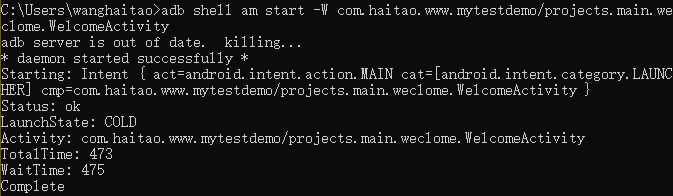 C:\Users\wanghaitao>adb shell am start -W com.haitao.www.mytestdemo/projects.main.we
clome.WelcomeActivity
adb server is out of date.  killing...
* daemon started successfully *
Starting: Intent { act=android.intent.action.MAIN cat=[android.intent.category.LAUNC
HER] cmp=com.haitao.www.mytestdemo/projects.main.weclome.WelcomeActivity }
Status: ok
LaunchState: COLD
Activity: com.haitao.www.mytestdemo/projects.main.weclome.WelcomeActivity
TotalTime: 473
WaitTime: 475
Complete